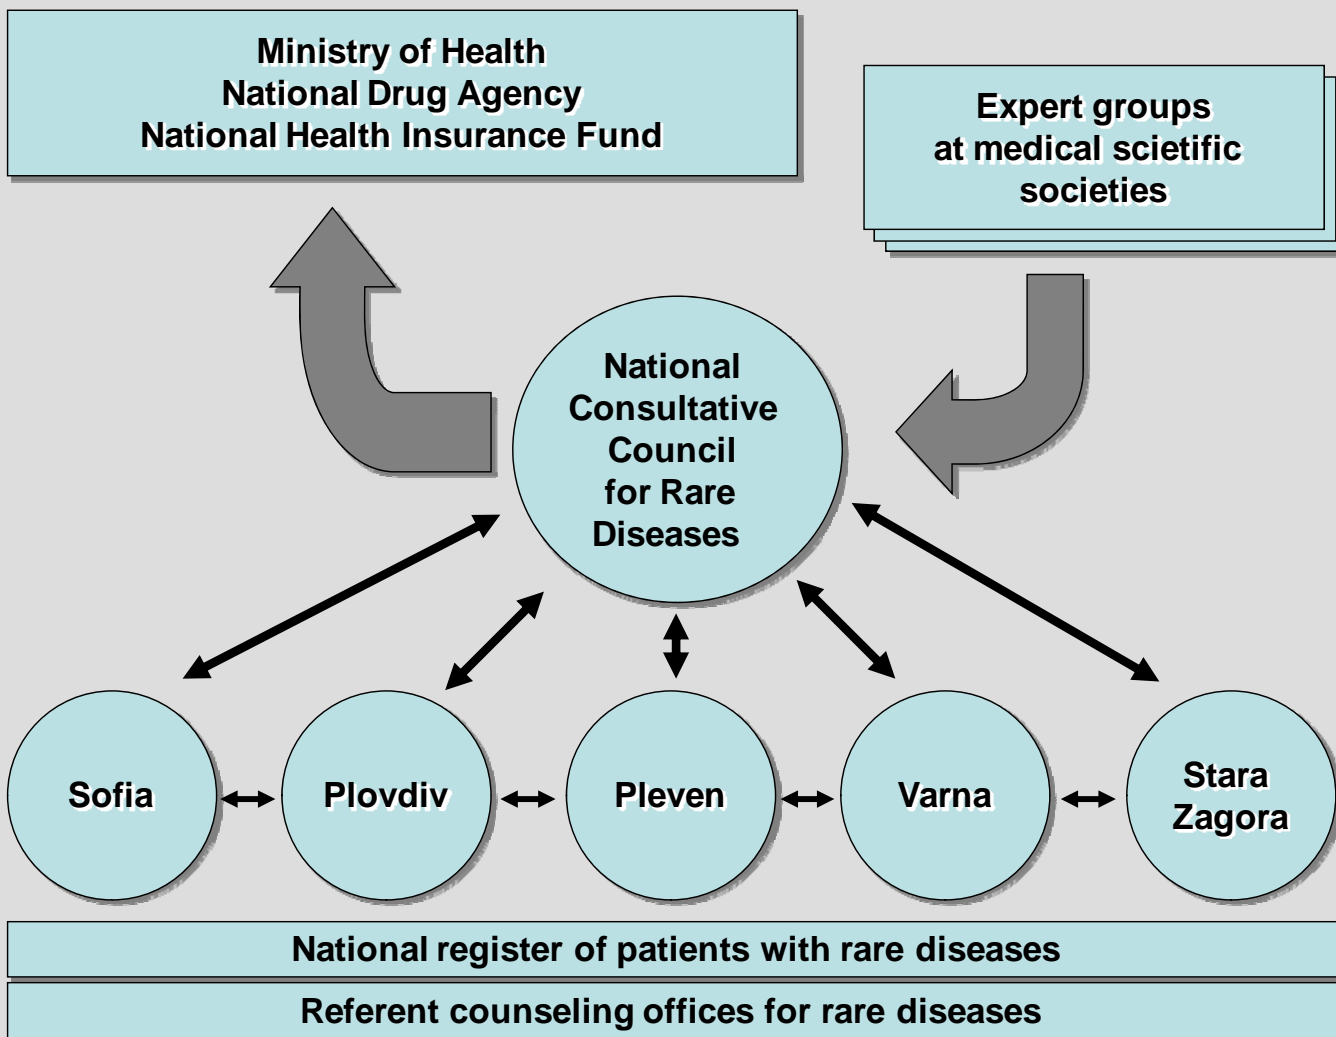 Ministry of Health
National Drug Agency
National Health Insurance Fund
Expert groups
at medical scietific
societies
National
Consultative
Council
for Rare
Diseases
Sofia
Plovdiv
Pleven
Varna
Stara
Zagora
National register of patients with rare diseases
Referent counseling offices for rare diseases